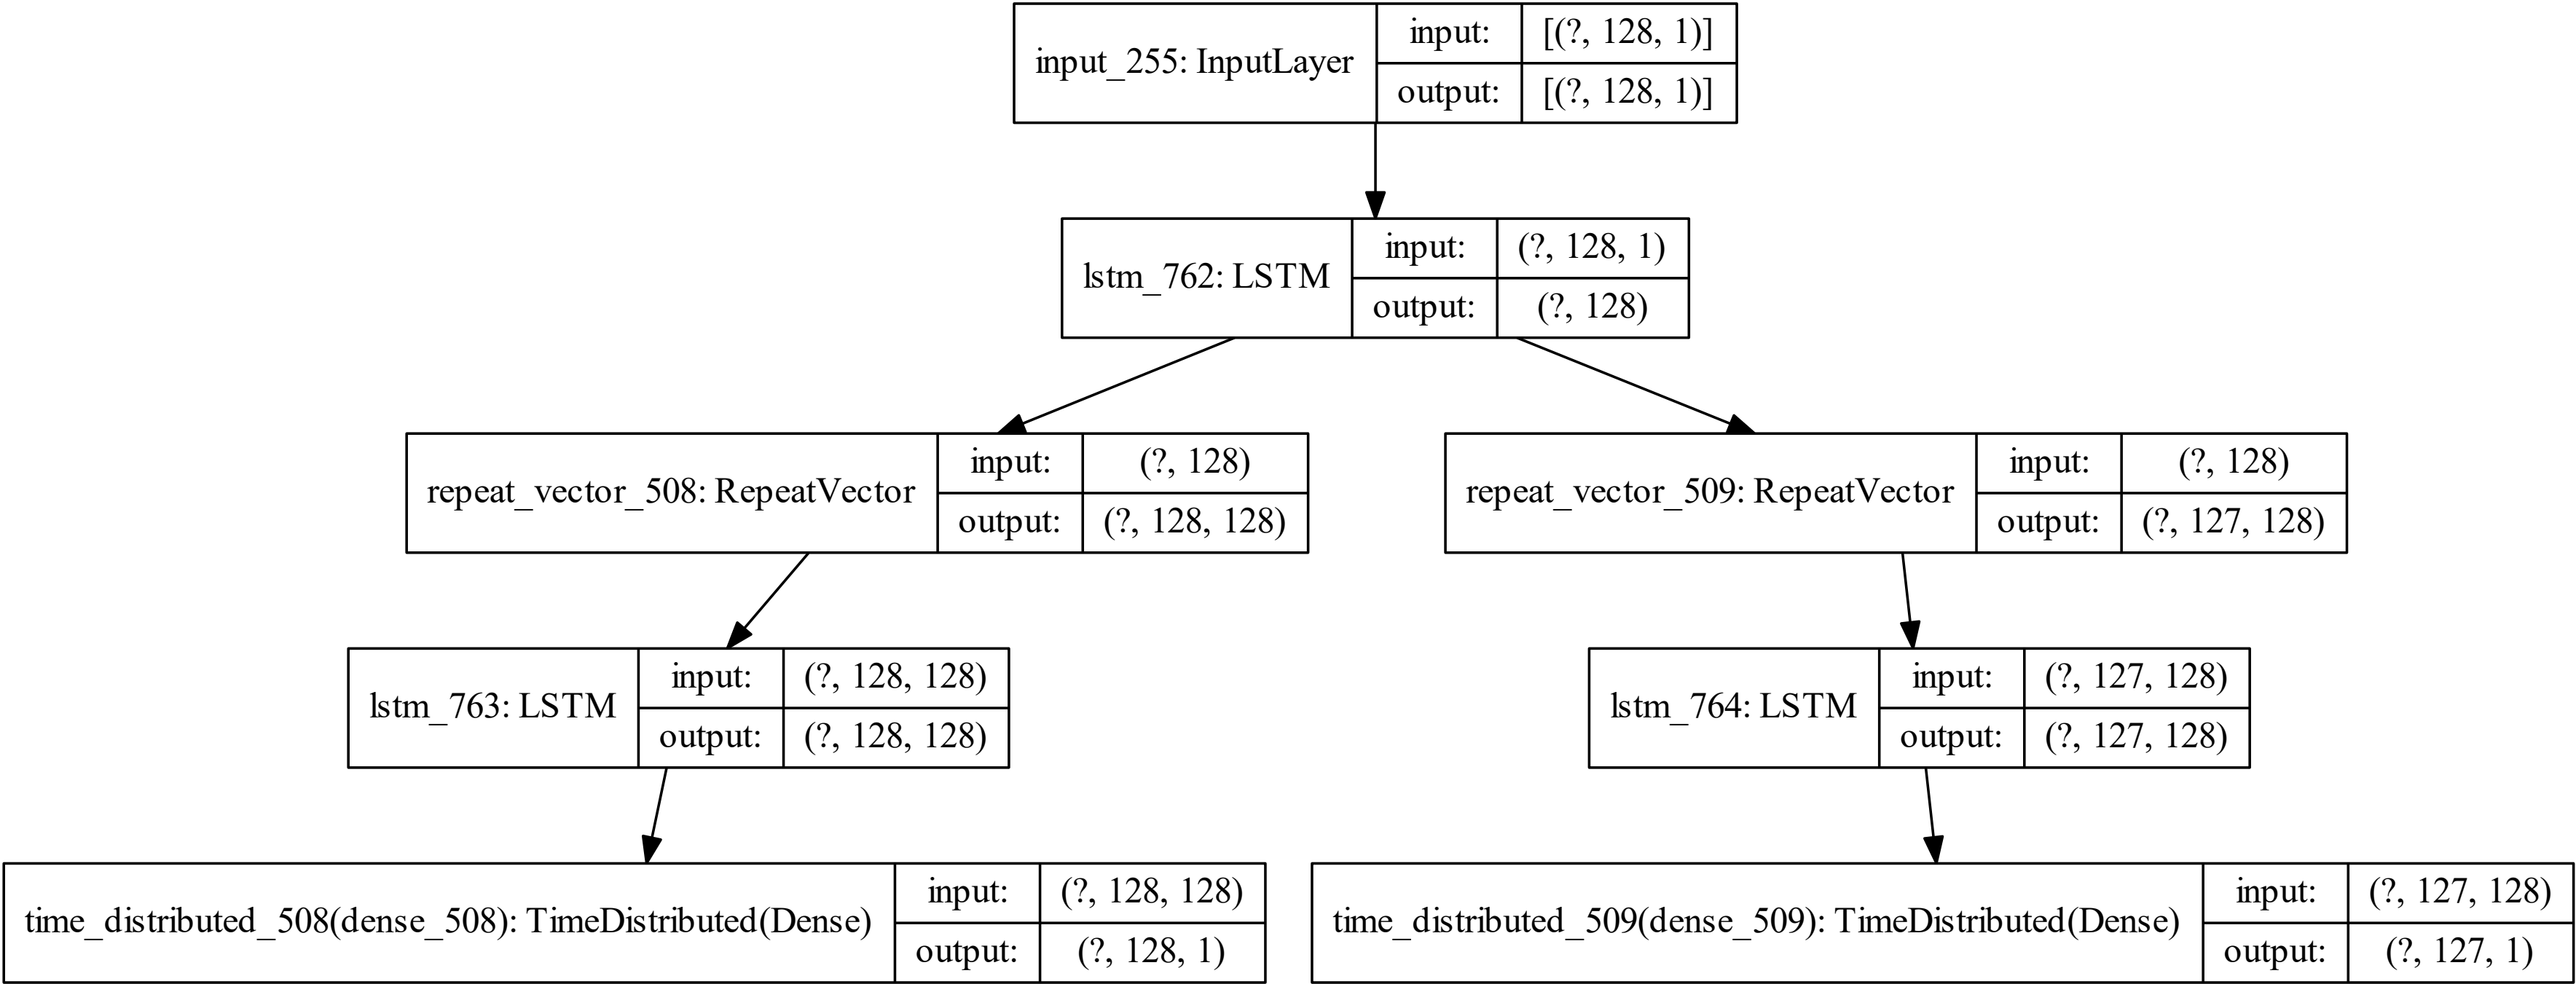 input_255: InputLayer
input: [(?, 128, 1)]
output: [(?, 128, 1)]
lstm_762: LSTM
input: (?, 128, 1)
output: (?, 128)
repeat_vector_508: RepeatVector
input: (?, 128)
output: (?, 128, 128)
repeat_vector_509: RepeatVector
input: (?, 128)
output: (?, 127, 128)
lstm_763: LSTM
input: (?, 128, 128)
output: (?, 128, 128)
lstm_764: LSTM
input: (?, 127, 128)
output: (?, 127, 128)
time_distributed_508(dense_508): TimeDistributed(Dense)
input: (?, 128, 128)
output: (?, 128, 1)
time_distributed_509(dense_509): TimeDistributed(Dense)
input: (?, 127, 128)
output: (?, 127, 1)